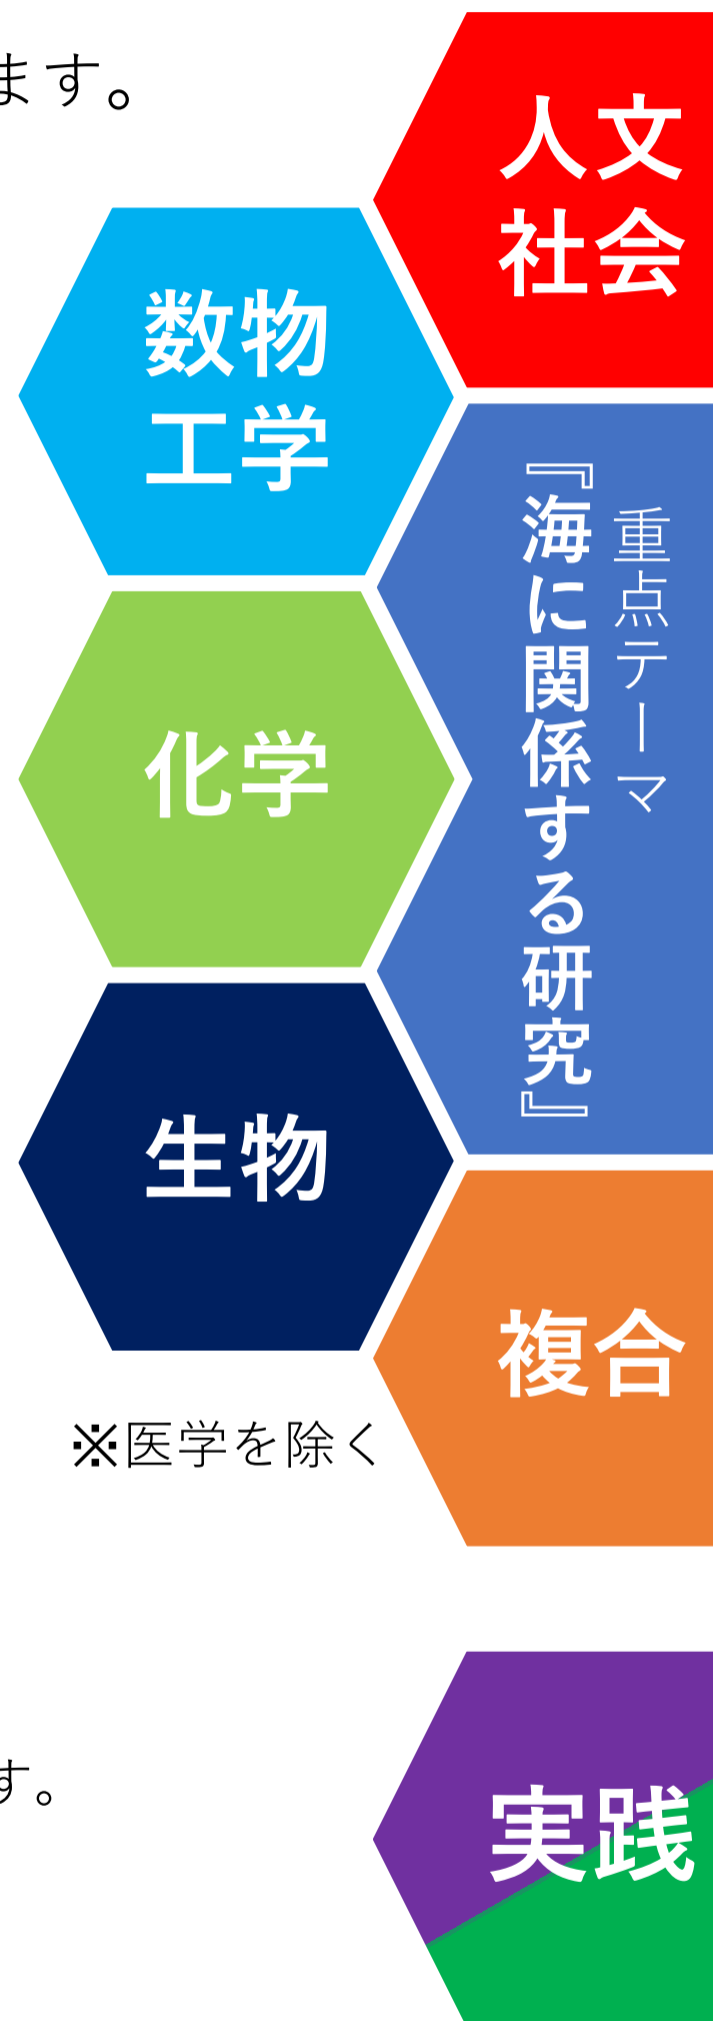 ます。
人文
社会
数物
工学
重点テーマ
『海に関係する研究』
化学
生物
複合
※医学を除く
す。
実践